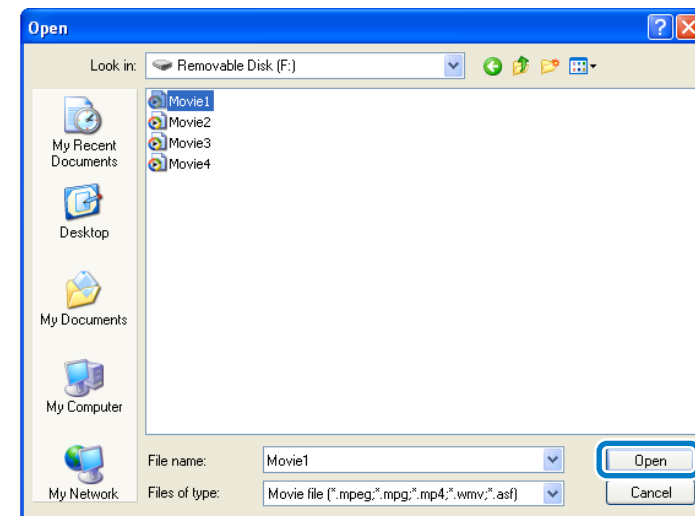 Open
Look in:
Removable Disk (F:)
Movie1
Movie2
Movie3
Movie4
My Recent
Documents
Desktop
My Documents
My Computer
My Network
File name:
Movie1
Open
Files of type:
Movie file (*.mpeg;*.mpg;*.mp4;*.wmv;*.asf)
Cancel